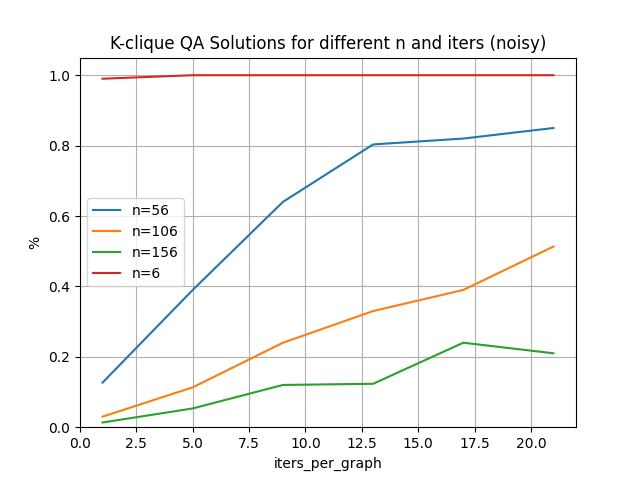 K-clique QA Solutions for different n and iters (noisy)
1.0
0.8
0.6
0.4
0.2
0.0
%
n=56
n=106
n=156
n=6
0.0 2.5 5.0 7.5 10.0 12.5 15.0 17.5 20.0
iters_per_graph